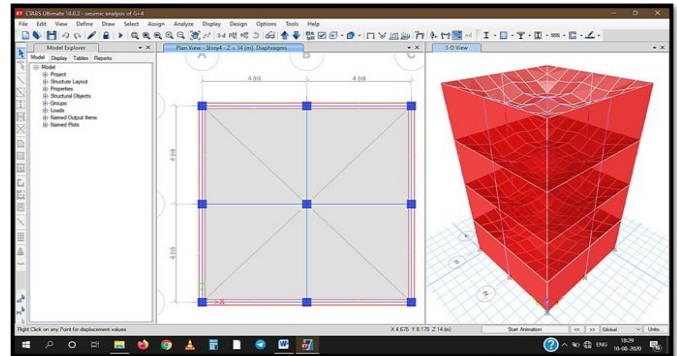 ETABS Ultimate 18.0.2 - seismic analysis of G+4
File Edit View Define Draw Select Assign Analyze Display Design Options Tools Help
Model Explorer
Model Display Tables Reports
Model
Project
Structure Layout
Properties
Structural Objects
Groups
Loads
Named Output Items
Named Plots
Plan View - Story4 - Z = 14 (m) Diaphragms
A B C
4 (m) 4 (m)
4 (m)
4 (m)
X
3-D View
Right Click on any Point for displacement values
X 4.675 Y 8.175 Z 14 (m)
Start Animation << >> Global Units...
ENG
18:29
10-08-2020